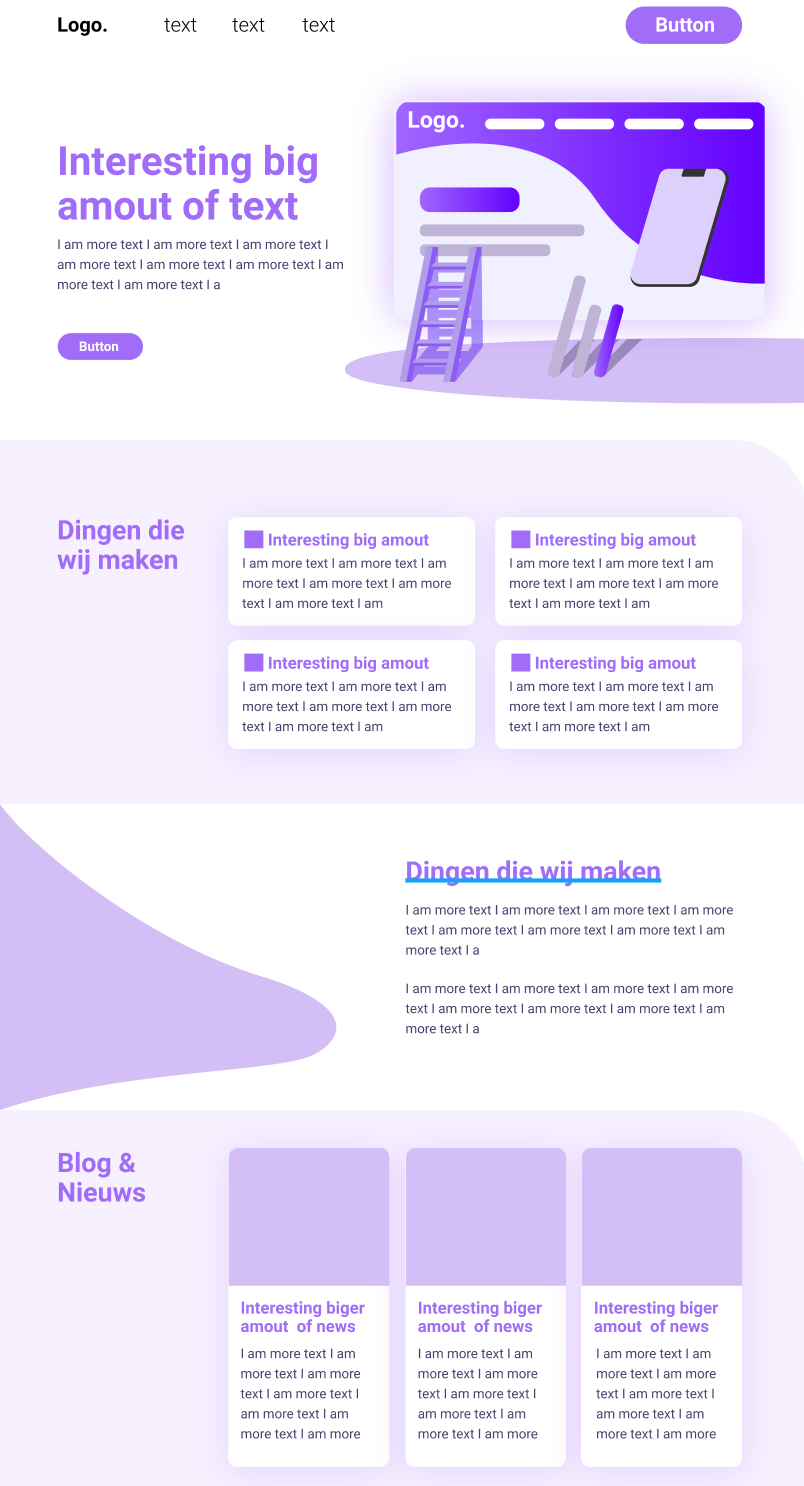 Logo.
text
text
text
Button
Logo.
Interesting big
amout of text
I am more text I am more text I am more text I
am more text I am more text I am more text I am
more text I am more text I a
Button
Dingen die
wij maken
Interesting big amout
I am more text I am more text I am
more text I am more text I am more
text I am more text I am
Interesting big amout
I am more text I am more text I am
more text I am more text I am more
text I am more text I am
Interesting big amout
I am more text I am more text I am
more text I am more text I am more
text I am more text I am
Interesting big amout
I am more text I am more text I am
more text I am more text I am more
text I am more text I am
Dingen die wij maken
I am more text I am more text I am more text I am more
text I am more text I am more text I am more text I am
more text I a
I am more text I am more text I am more text I am more
text I am more text I am more text I am more text I am
more text I a
Blog &
Nieuws
Interesting biger
amout  of news
I am more text I am
more text I am more
text I am more text I
am more text I am
more text I am more
Interesting biger
amout  of news
I am more text I am
more text I am more
text I am more text I
am more text I am
more text I am more
Interesting biger
amout  of news
I am more text I am
more text I am more
text I am more text I
am more text I am
more text I am more